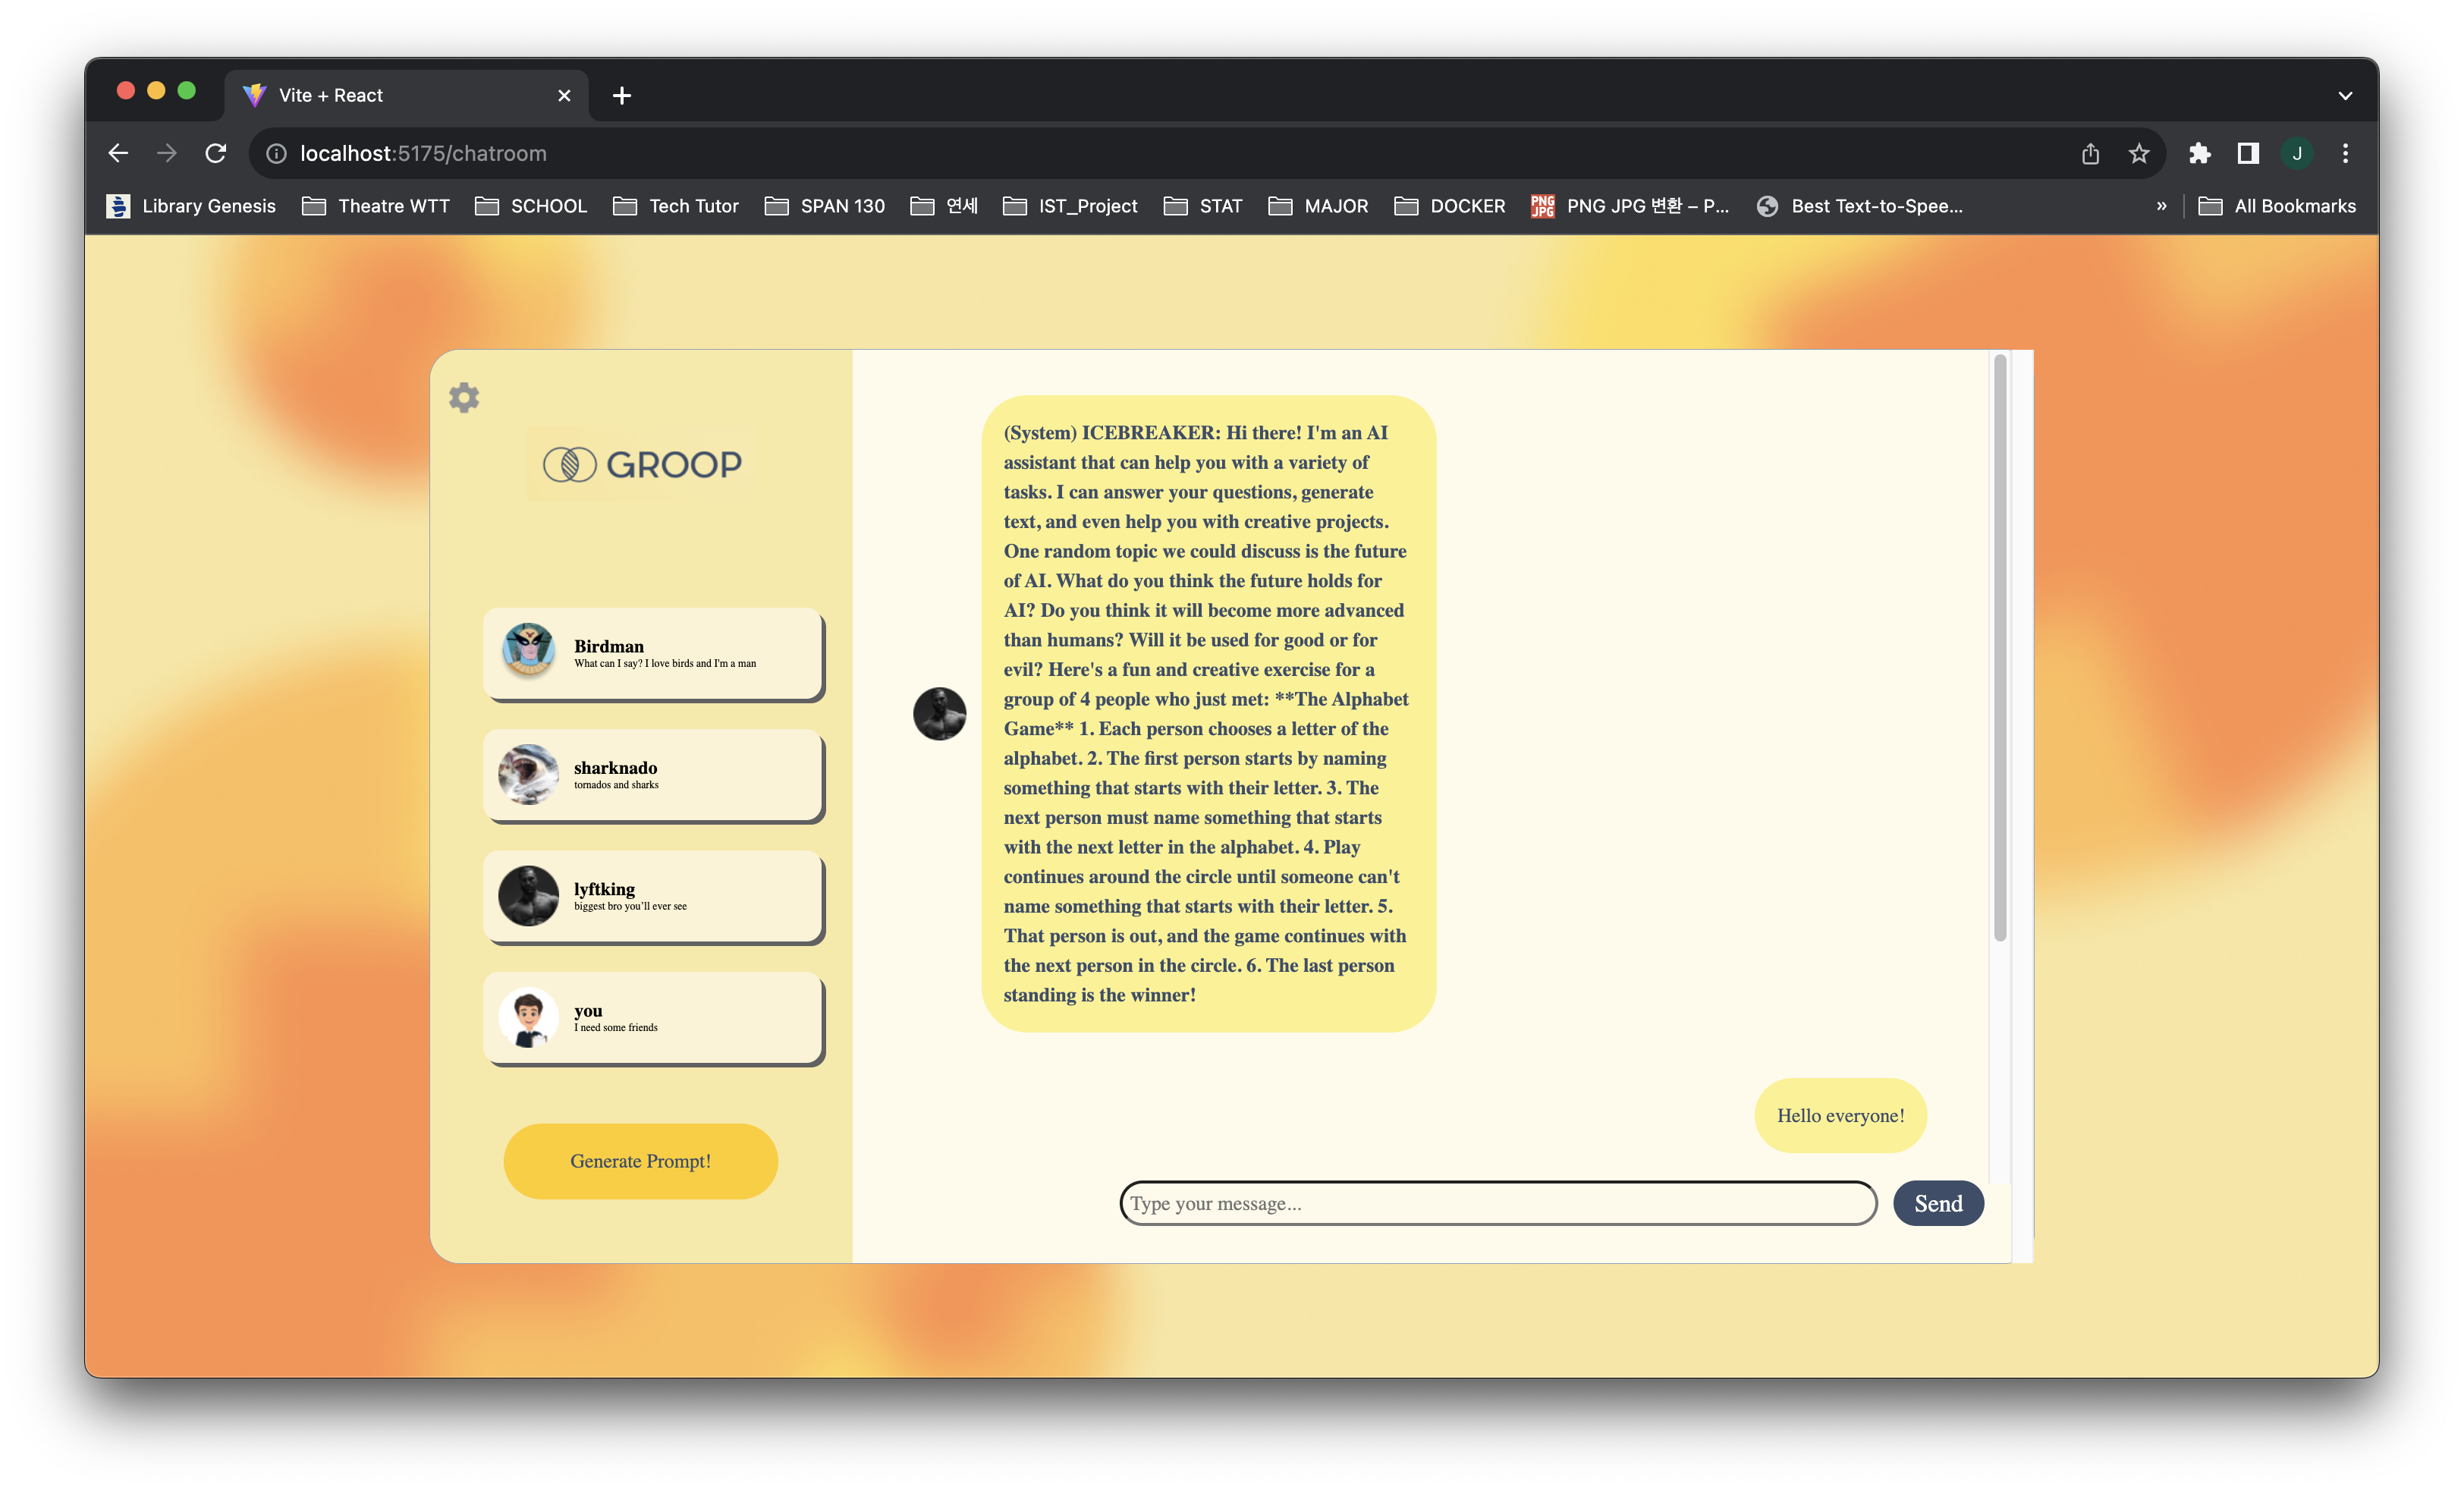 Vite + React
localhost:5175/chatroom
J
Library Genesis
Theatre WTT
SCHOOL
Tech Tutor
SPAN 130
연세
IST_Project
STAT
MAJOR
DOCKER
PNG JPG
PNG JPG 변환 – P...
Best Text-to-Spee...
»
All Bookmarks
GROOP
Birdman
What can I say? I love birds and I'm a man
sharknado
tornados and sharks
lyftking
biggest bro you'll ever see
you
I need some friends
Generate Prompt!
(System) ICEBREAKER: Hi there! I'm an AI
assistant that can help you with a variety of
tasks. I can answer your questions, generate
text, and even help you with creative projects.
One random topic we could discuss is the future
of AI. What do you think the future holds for
AI? Do you think it will become more advanced
than humans? Will it be used for good or for
evil? Here's a fun and creative exercise for a
group of 4 people who just met: **The Alphabet
Game** 1. Each person chooses a letter of the
alphabet. 2. The first person starts by naming
something that starts with their letter. 3. The
next person must name something that starts
with the next letter in the alphabet. 4. Play
continues around the circle until someone can't
name something that starts with their letter. 5.
That person is out, and the game continues with
the next person in the circle. 6. The last person
standing is the winner!
Hello everyone!
Type your message...
Send